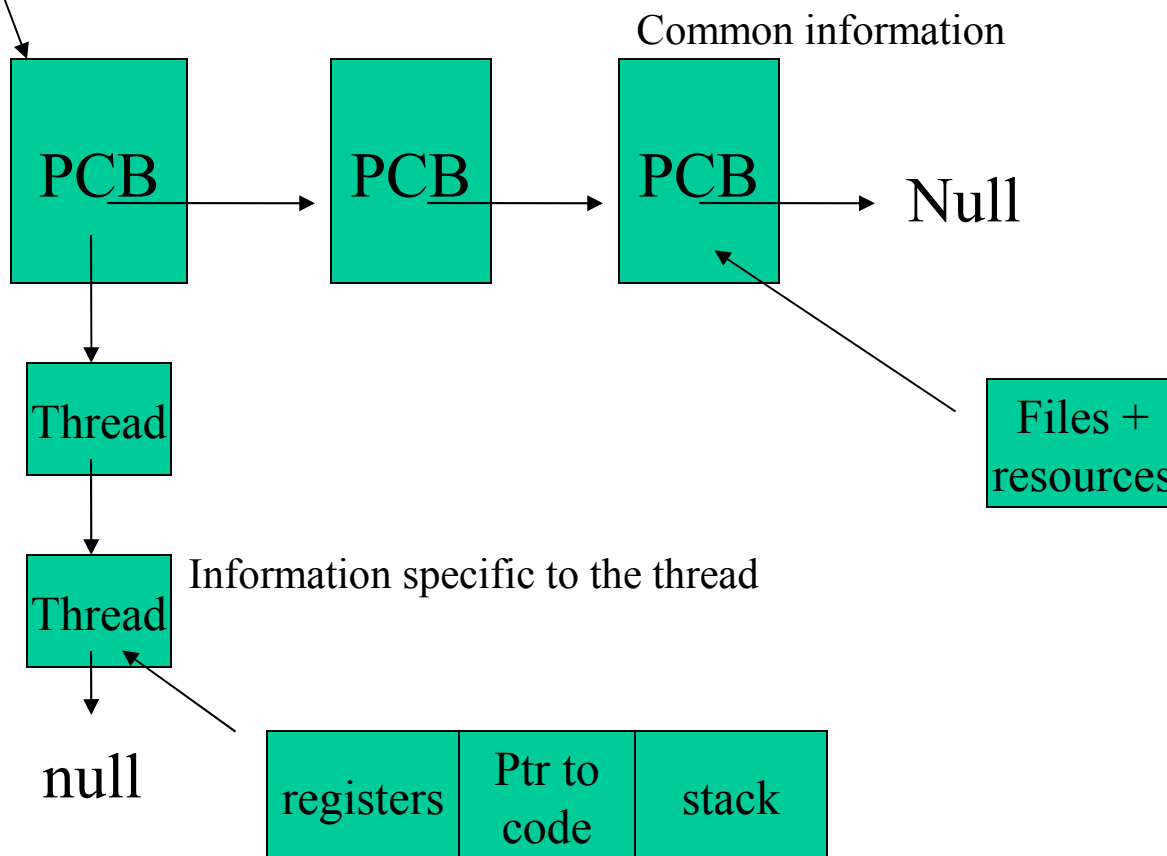 Common information
PCB
PCB
PCB
Null
Thread
Files +
resources
Thread
Information specific to the thread
null
registers
Ptr to
code
stack